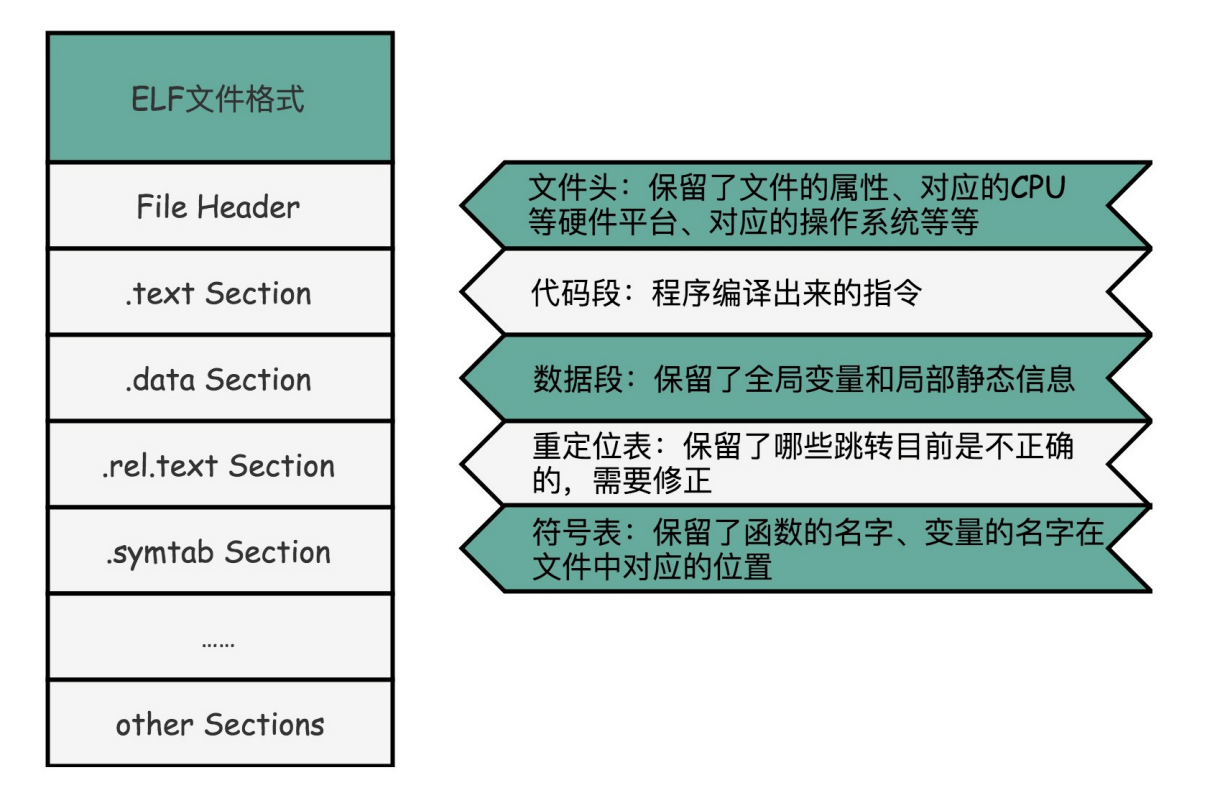 ELF文件格式
File Header
文件头：保留了文件的属性、对应的CPU
等硬件平台、对应的操作系统等等
.text Section
代码段：程序编译出来的指令
.data Section
数据段：保留了全局变量和局部静态信息
.rel.text Section
重定位表：保留了哪些跳转目前是不正确
的，需要修正
.symtab Section
符号表：保留了函数的名字、变量的名字在
文件中对应的位置
……
other Sections